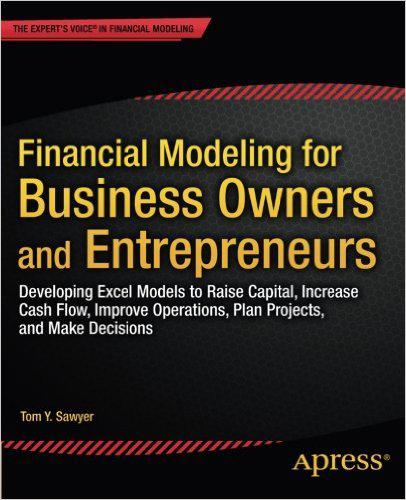 THE EXPERT'S VOICE® IN FINANCIAL MODELING
Financial Modeling for
Business Owners
and Entrepreneurs
Developing Excel Models to Raise Capital, Increase
Cash Flow, Improve Operations, Plan Projects,
and Make Decisions
Tom Y. Sawyer
Apress®